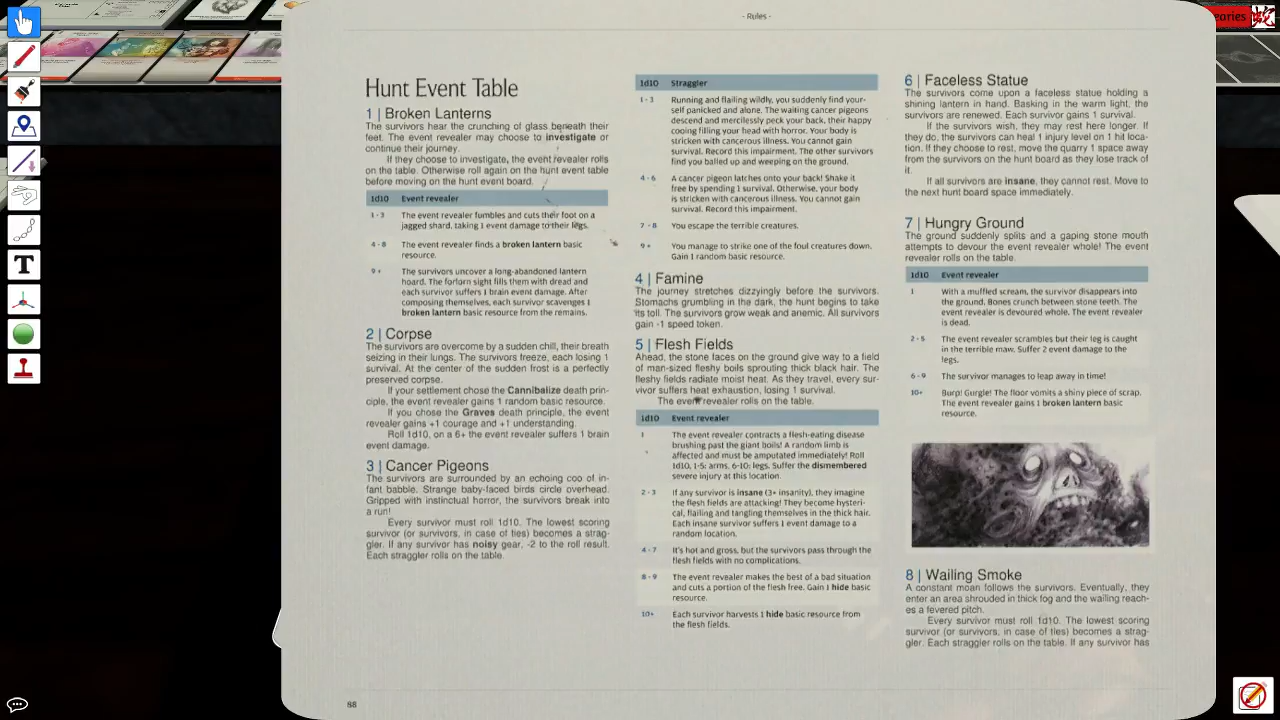 - Rules -
eories
Hunt Event Table
1 | Broken Lanterns
The survivors hear the crunching of glass beneath their
feet. The event revealer may choose to investigate or
continue their journey.
If they choose to investigate, the event revealer rolls
on the table. Otherwise roll again on the hunt event table
before moving on the hunt event board.
1d10 Event revealer
1 - 3 The event revealer fumbles and cuts their foot on a
jagged shard, taking 1 event damage to their legs.
4 - 8 The event revealer finds a broken lantern basic
resource.
9 + The survivors uncover a long-abandoned lantern
hoard. The forlorn sight fills them with dread and
each survivor suffers 1 brain event damage. After
composing themselves, each survivor scavenges 1
broken lantern basic resource from the remains.
2 | Corpse
The survivors are overcome by a sudden chill, their breath
seizing in their lungs. The survivors freeze, each losing 1
survival. At the center of the sudden frost is a perfectly
preserved corpse.
If your settlement chose the Cannibalize death prin-
ciple, the event revealer gains 1 random basic resource.
If you chose the Graves death principle, the event
revealer gains +1 courage and +1 understanding.
Roll 1d10, on a 6+ the event revealer suffers 1 brain
event damage.
3 | Cancer Pigeons
The survivors are surrounded by an echoing coo of in-
fant babble. Strange baby-faced birds circle overhead.
Gripped with instinctual horror, the survivors break into
a run!
Every survivor must roll 1d10. The lowest scoring
survivor (or survivors, in case of ties) becomes a strag-
gler. If any survivor has noisy gear, -2 to the roll result.
Each straggler rolls on the table.
1d10 Straggler
1 - 3 Running and flailing wildly, you suddenly find your-
self panicked and alone. The waiting cancer pigeons
descend and mercilessly peck your back, their happy
cooing filling your head with horror. Your body is
stricken with cancerous illness. You cannot gain
survival. Record this impairment. The other survivors
find you balled up and weeping on the ground.
4 - 6 A cancer pigeon latches onto your back! Shake it
free by spending 1 survival. Otherwise, your body
is stricken with cancerous illness. You cannot gain
survival. Record this impairment.
7 - 8 You escape the terrible creatures.
9 + You manage to strike one of the foul creatures down.
Gain 1 random basic resource.
4 | Famine
The journey stretches dizzyingly before the survivors.
Stomachs grumbling in the dark, the hunt begins to take
its toll. The survivors grow weak and anemic. All survivors
gain -1 speed token.
5 | Flesh Fields
Ahead, the stone faces on the ground give way to a field
of man-sized fleshy boils sprouting thick black hair. The
fleshy fields radiate moist heat. As they travel, every sur-
vivor suffers heat exhaustion, losing 1 survival.
The event revealer rolls on the table.
1d10 Event revealer
1 The event revealer contracts a flesh-eating disease
brushing past the giant boils! A random limb is
affected and must be amputated immediately! Roll
1d10, 1-5: arms, 6-10: legs. Suffer the dismembered
severe injury at this location.
2 - 3 If any survivor is insane (3+ insanity), they imagine
the flesh fields are attacking! They become hysteri-
cal, flailing and tangling themselves in the thick hair.
Each insane survivor suffers 1 event damage to a
random location.
4 - 7 It's hot and gross, but the survivors pass through the
flesh fields with no complications.
8 - 9 The event revealer makes the best of a bad situation
and cuts a portion of the flesh free. Gain 1 hide basic
resource.
10+ Each survivor harvests 1 hide basic resource from
the flesh fields.
6 | Faceless Statue
The survivors come upon a faceless statue holding a
shining lantern in hand. Basking in the warm light, the
survivors are renewed. Each survivor gains 1 survival.
If the survivors wish, they may rest here longer. If
they do, the survivors can heal 1 injury level on 1 hit loca-
tion. If they choose to rest, move the quarry 1 space away
from the survivors on the hunt board as they lose track of
it.
If all survivors are insane, they cannot rest. Move to
the next hunt board space immediately.
7 | Hungry Ground
The ground suddenly splits and a gaping stone mouth
attempts to devour the event revealer whole! The event
revealer rolls on the table.
1d10 Event revealer
1 With a muffled scream, the survivor disappears into
the ground. Bones crunch between stone teeth. The
event revealer is devoured whole. The event revealer
is dead.
2 - 5 The event revealer scrambles but their leg is caught
in the terrible maw. Suffer 2 event damage to the
legs.
6 - 9 The survivor manages to leap away in time!
10+ Burp! Gurgle! The floor vomits a shiny piece of scrap.
The event revealer gains 1 broken lantern basic
resource.
8 | Wailing Smoke
A constant moan follows the survivors. Eventually, they
enter an area shrouded in thick fog and the wailing reach-
es a fevered pitch.
Every survivor must roll 1d10. The lowest scoring
survivor (or survivors, in case of ties) becomes a strag-
gler. Each straggler rolls on the table. If any survivor has
88
T